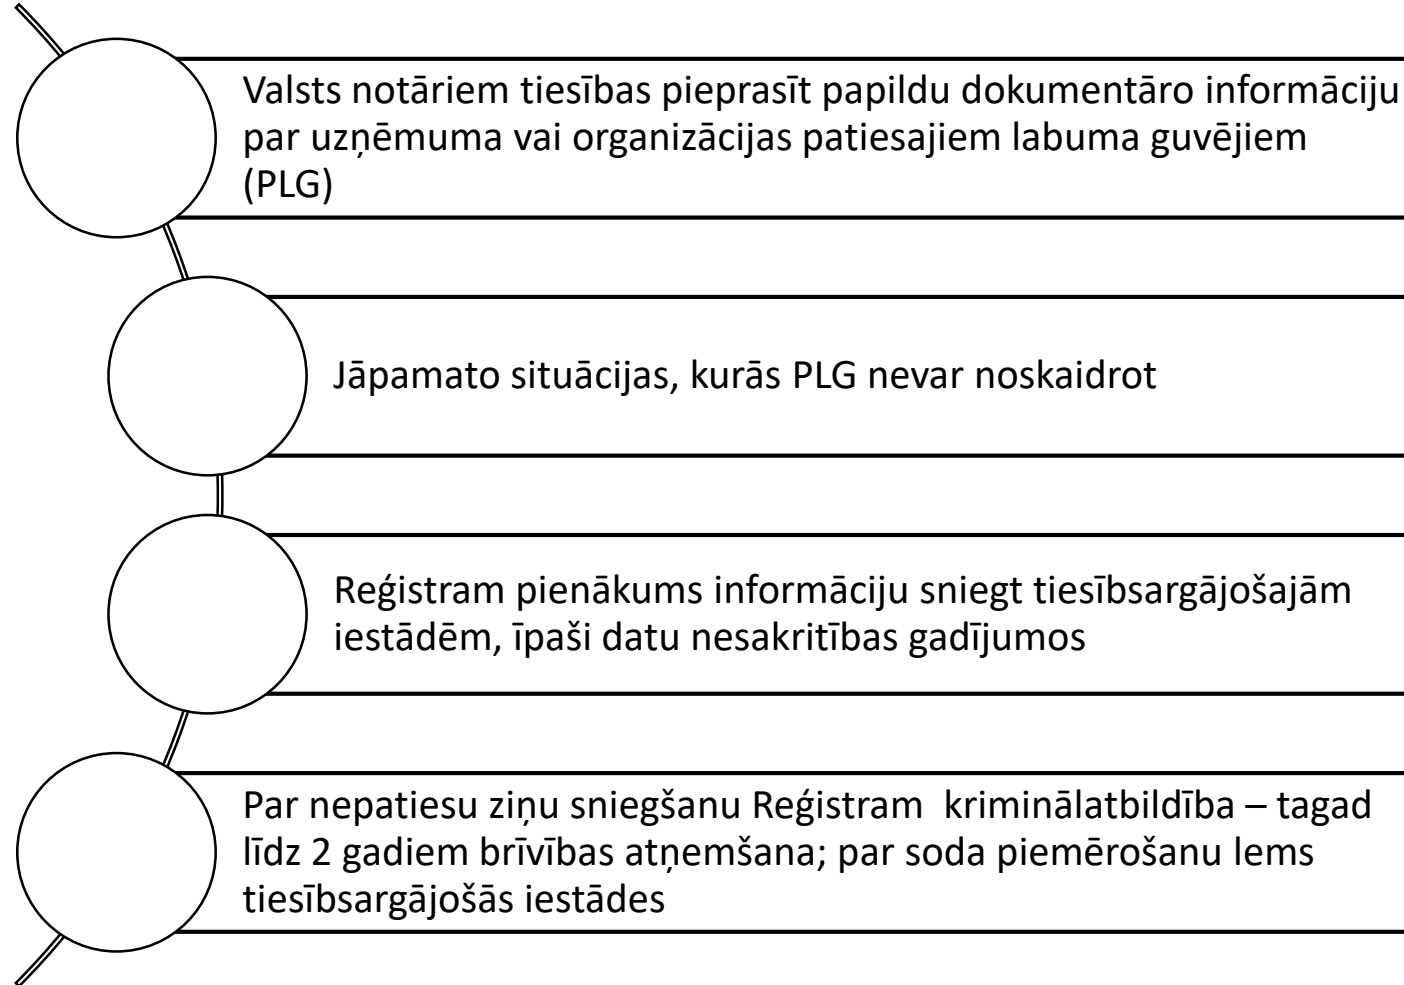 Valsts notāriem tiesības pieprasīt papildu dokumentāro informāciju
par uzņēmuma vai organizācijas patiesajiem labuma guvējiem
(PLG)
Jāpamato situācijas, kurās PLG nevar noskaidrot
Reģistram pienākums informāciju sniegt tiesībsargājošajām
iestādēm, īpaši datu nesakritības gadījumos
Par nepatiesu ziņu sniegšanu Reģistram  kriminālatbildība – tagad
līdz 2 gadiem brīvības atņemšana; par soda piemērošanu lems
tiesībsargājošās iestādes